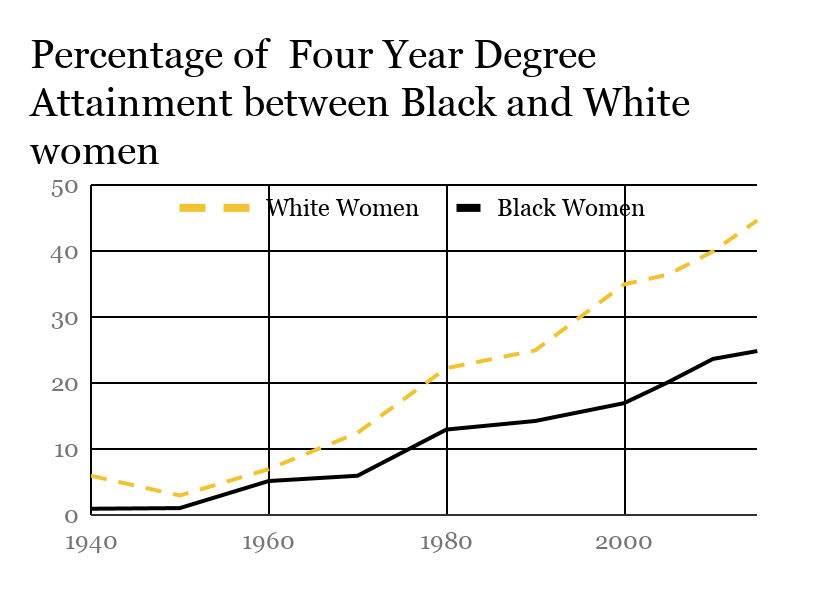 Percentage of  Four Year Degree
Attainment between Black and White
women
50
White Women
Black Women
40
30
20
10
0
1940
1960
1980
2000